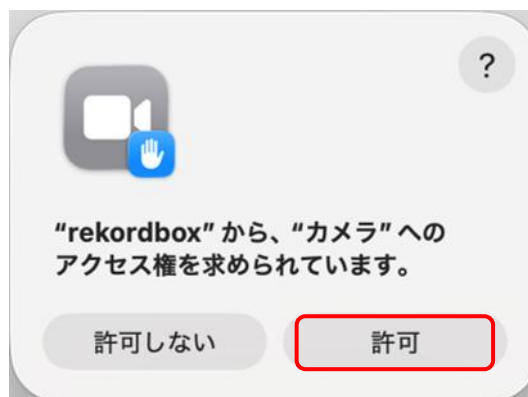 ?
“rekordbox” から、“カメラ” への
アクセス権を求められています。
許可しない
許可